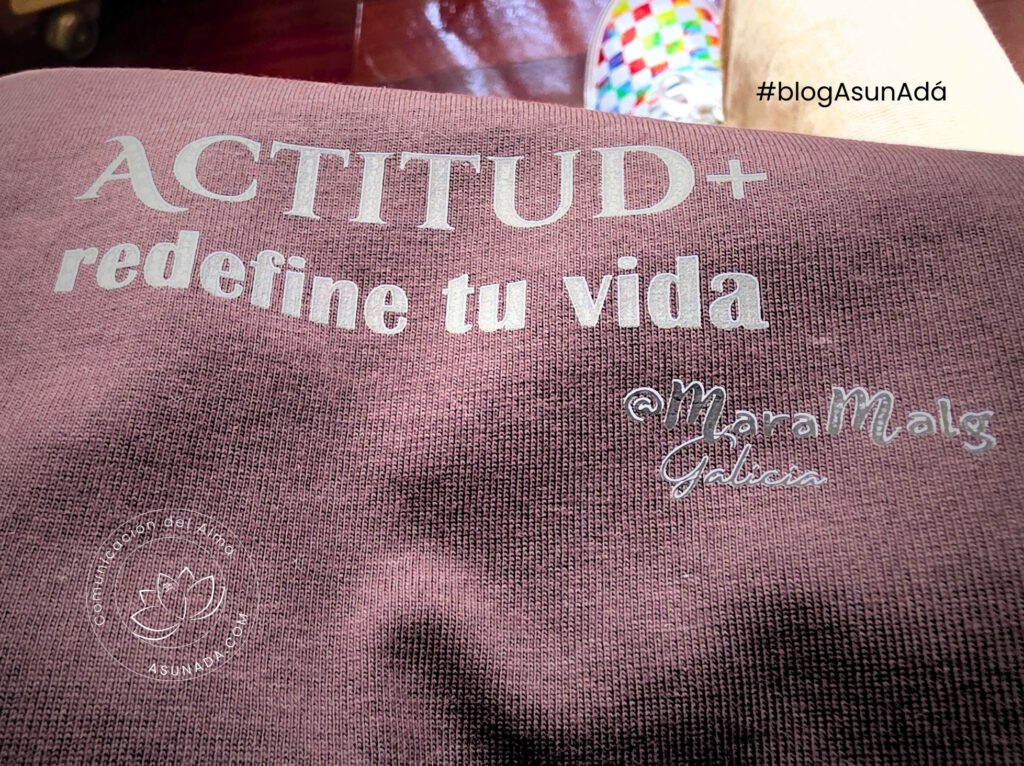 #blogAsunAdá
ACTITUD+
redefine tu vida
@MaraMalg
Galicia
Comunicación del Alma
ASUNADA.COM